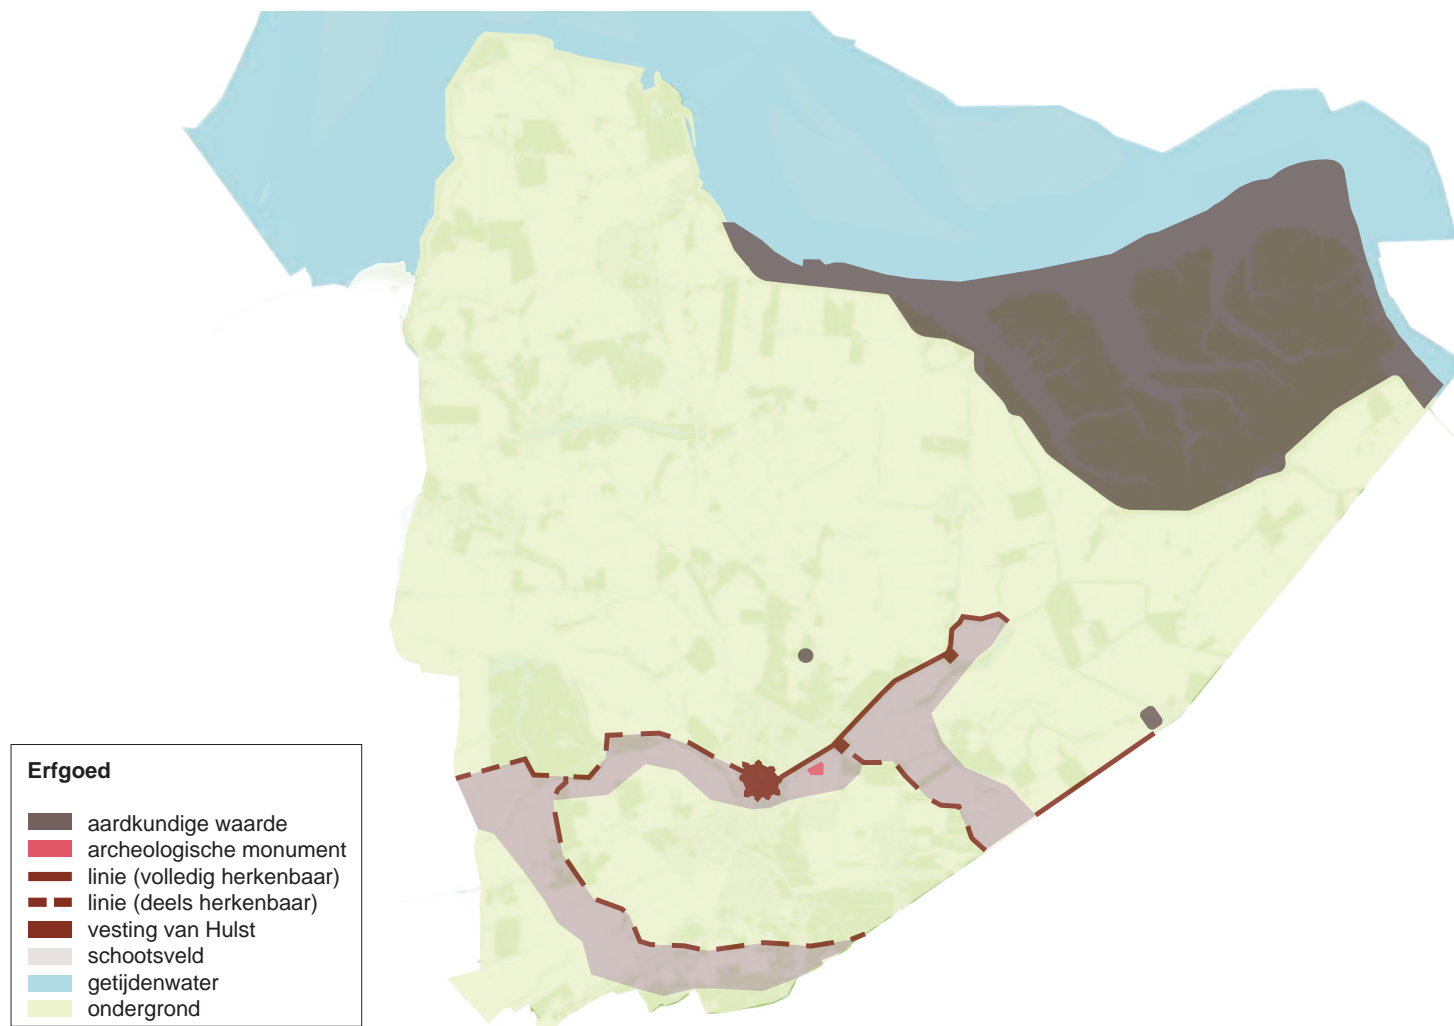 Erfgoed
aardkundige waarde
archeologische monument
linie (volledig herkenbaar)
linie (deels herkenbaar)
vesting van Hulst
schootsveld
getijdenwater
ondergrond